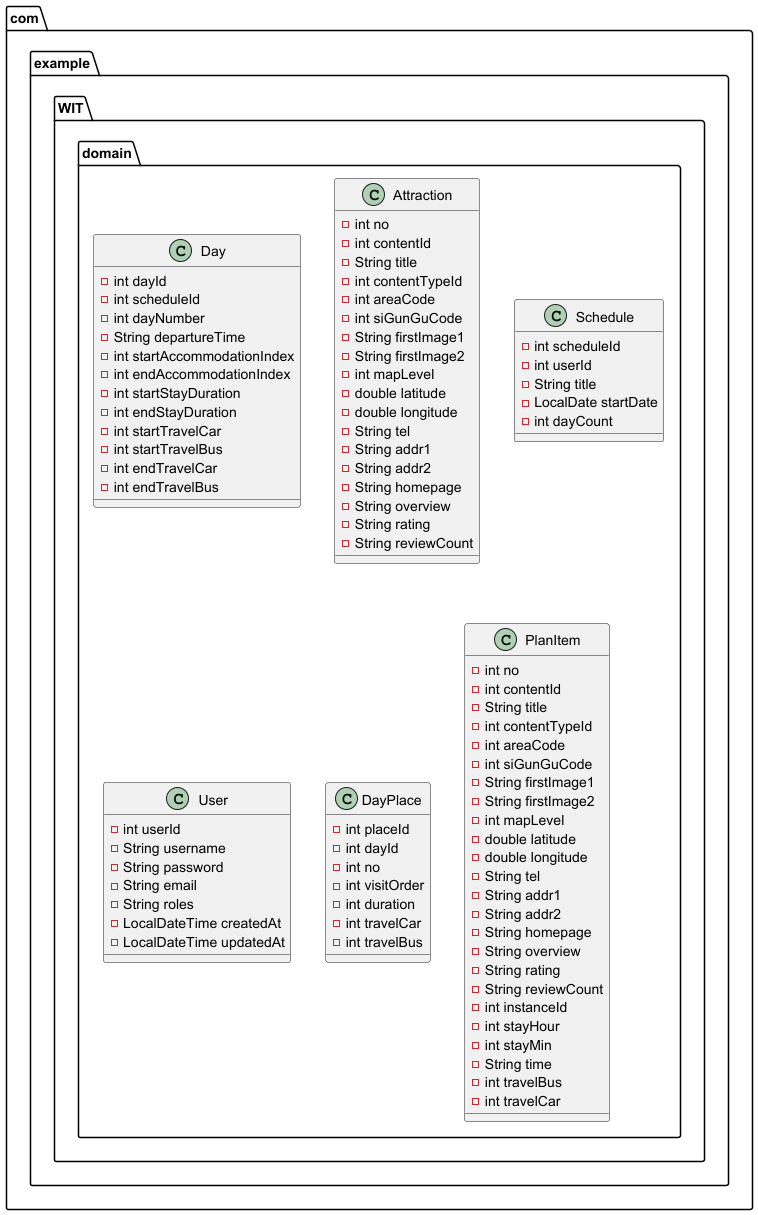 com
example
WIT
domain
C Day
int dayId
int scheduleId
int dayNumber
String departureTime
int startAccommodationIndex
int endAccommodationIndex
int startStayDuration
int endStayDuration
int startTravelCar
int startTravelBus
int endTravelCar
int endTravelBus
C Attraction
int no
int contentId
String title
int contentTypeId
int areaCode
int siGunGuCode
String firstImage1
String firstImage2
int mapLevel
double latitude
double longitude
String tel
String addr1
String addr2
String homepage
String overview
String rating
String reviewCount
C Schedule
int scheduleId
int userId
String title
LocalDate startDate
int dayCount
C User
int userId
String username
String password
String email
String roles
LocalDateTime createdAt
LocalDateTime updatedAt
C DayPlace
int placeId
int dayId
int no
int visitOrder
int duration
int travelCar
int travelBus
C PlanItem
int no
int contentId
String title
int contentTypeId
int areaCode
int siGunGuCode
String firstImage1
String firstImage2
int mapLevel
double latitude
double longitude
String tel
String addr1
String addr2
String homepage
String overview
String rating
String reviewCount
int instanceId
int stayHour
int stayMin
String time
int travelBus
int travelCar